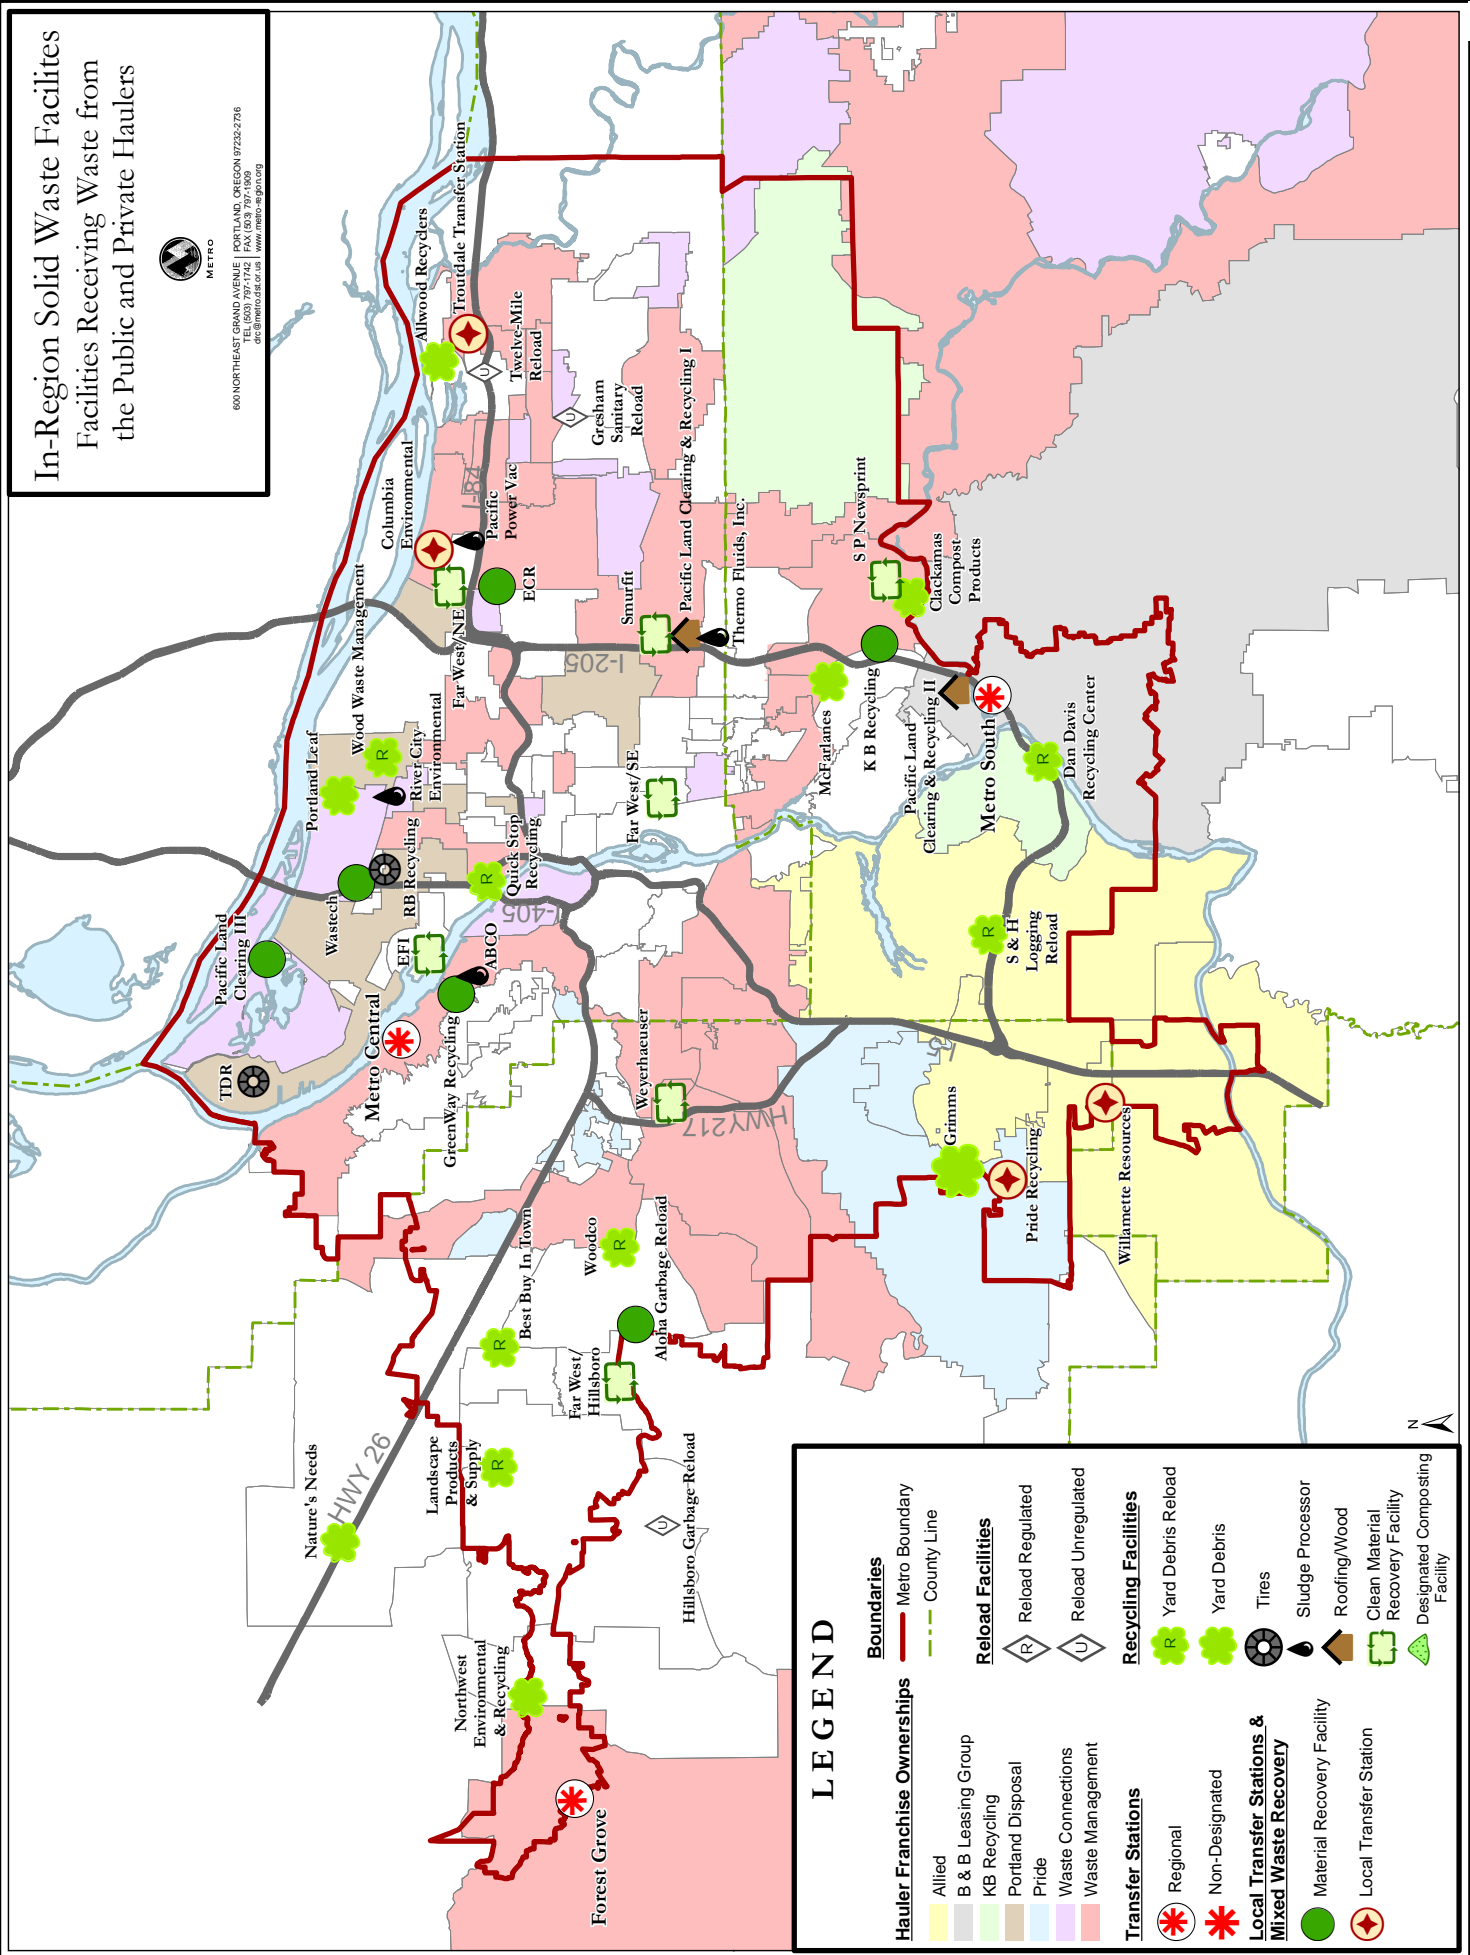 In-Region Solid Waste Facilites
Facilities Receiving Waste from
the Public and Private Haulers
METRO
600 NORTHEAST GRAND AVENUE | PORTLAND, OREGON 97232-2736
TEL (503) 797-1742 | FAX (503) 797-1909
drc@metro.dst.or.us | www.metro-region.org
Pacific Land
Clearing III
TDR
Wastech
Portland Leaf
Wood Waste Management
River City
Environmental
RB Recycling
EFI
Metro Central
ABCO
GreenWay Recycling
Quick Stop
Recycling
I-405
Columbia
Environmental
Allwood Recyclers
Troutdale Transfer Station
Twelve-Mile
Reload
U
Gresham
Sanitary
Reload
U
I-84
Pacific
Power Vac
Far West/NE
ECR
I-205
Smurfit
Pacific Land Clearing & Recycling I
Thermo Fluids, Inc.
Far West/SE
McFarlanes
K B Recycling
S P Newsprint
Clackamas
Compost
Products
Pacific Land
Clearing & Recycling II
Metro South
Dan Davis
Recycling Center
S & H
Logging
Reload
I-5
Weyerhaeuser
HWY217
Grimms
Pride Recycling
Willamette Resources
Nature's Needs
HWY 26
Landscape
Products
& Supply
Best Buy In Town
Woodco
Aloha Garbage Reload
Far West/
Hillsboro
Hillsboro Garbage Reload
U
Northwest
Environmental
& Recycling
Forest Grove
R
R
R
R
R
R
R
N
LEGEND
Hauler Franchise Ownerships
Allied
B & B Leasing Group
KB Recycling
Portland Disposal
Pride
Waste Connections
Waste Management
Transfer Stations
Regional
Non-Designated
Local Transfer Stations &
Mixed Waste Recovery
Material Recovery Facility
Local Transfer Station
Boundaries
Metro Boundary
County Line
Reload Facilities
R Reload Regulated
U Reload Unregulated
Recycling Facilities
R Yard Debris Reload
Yard Debris
Tires
Sludge Processor
Roofing/Wood
Clean Material
Recovery Facility
Designated Composting
Facility